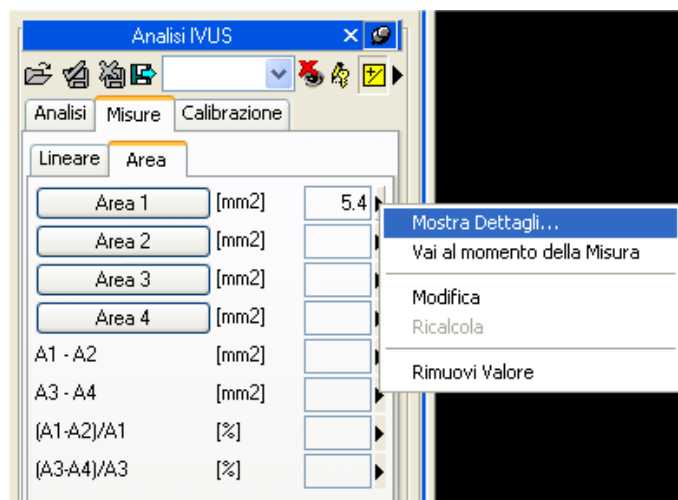 Analisi IVUS
Analisi Misure Calibrazione
Lineare Area
Area 1 [mm2] 5.4
Mostra Dettagli...
Area 2 [mm2]
Vai al momento della Misura
Area 3 [mm2]
Modifica
Area 4 [mm2]
Ricalcola
A1 - A2 [mm2]
Rimuovi Valore
A3 - A4 [mm2]
(A1-A2)/A1 [%]
(A3-A4)/A3 [%]